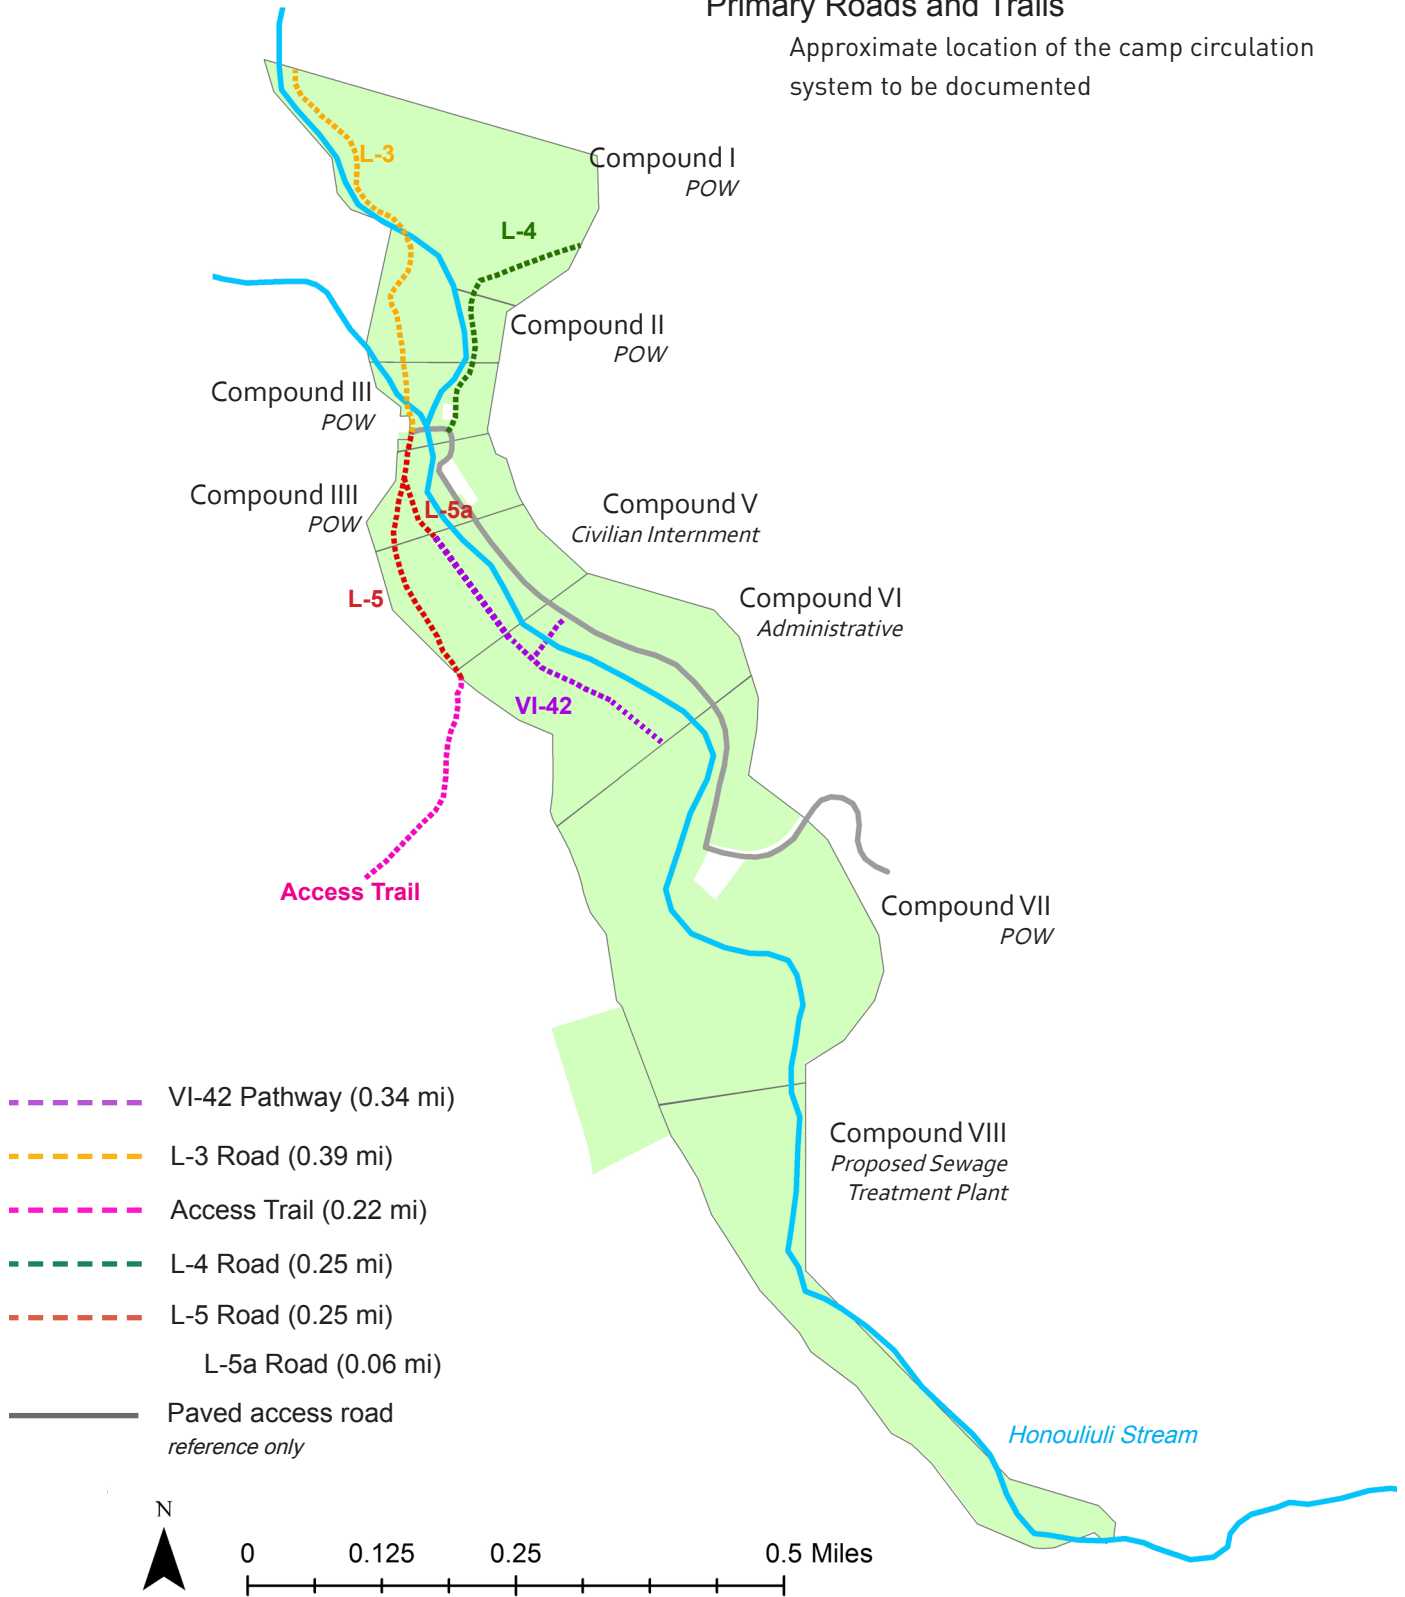 Primary Roads and Trails
Approximate location of the camp circulation
system to be documented
L-3
Compound I
POW
L-4
Compound II
POW
Compound III
POW
Compound IIII
POW
L-5a
Compound V
Civilian Internment
L-5
Compound VI
Administrative
VI-42
Access Trail
Compound VII
POW
VI-42 Pathway (0.34 mi)
L-3 Road (0.39 mi)
Access Trail (0.22 mi)
L-4 Road (0.25 mi)
L-5 Road (0.25 mi)
L-5a Road (0.06 mi)
Paved access road
reference only
Compound VIII
Proposed Sewage
Treatment Plant
Honouliuli Stream
N
0 0.125 0.25 0.5 Miles